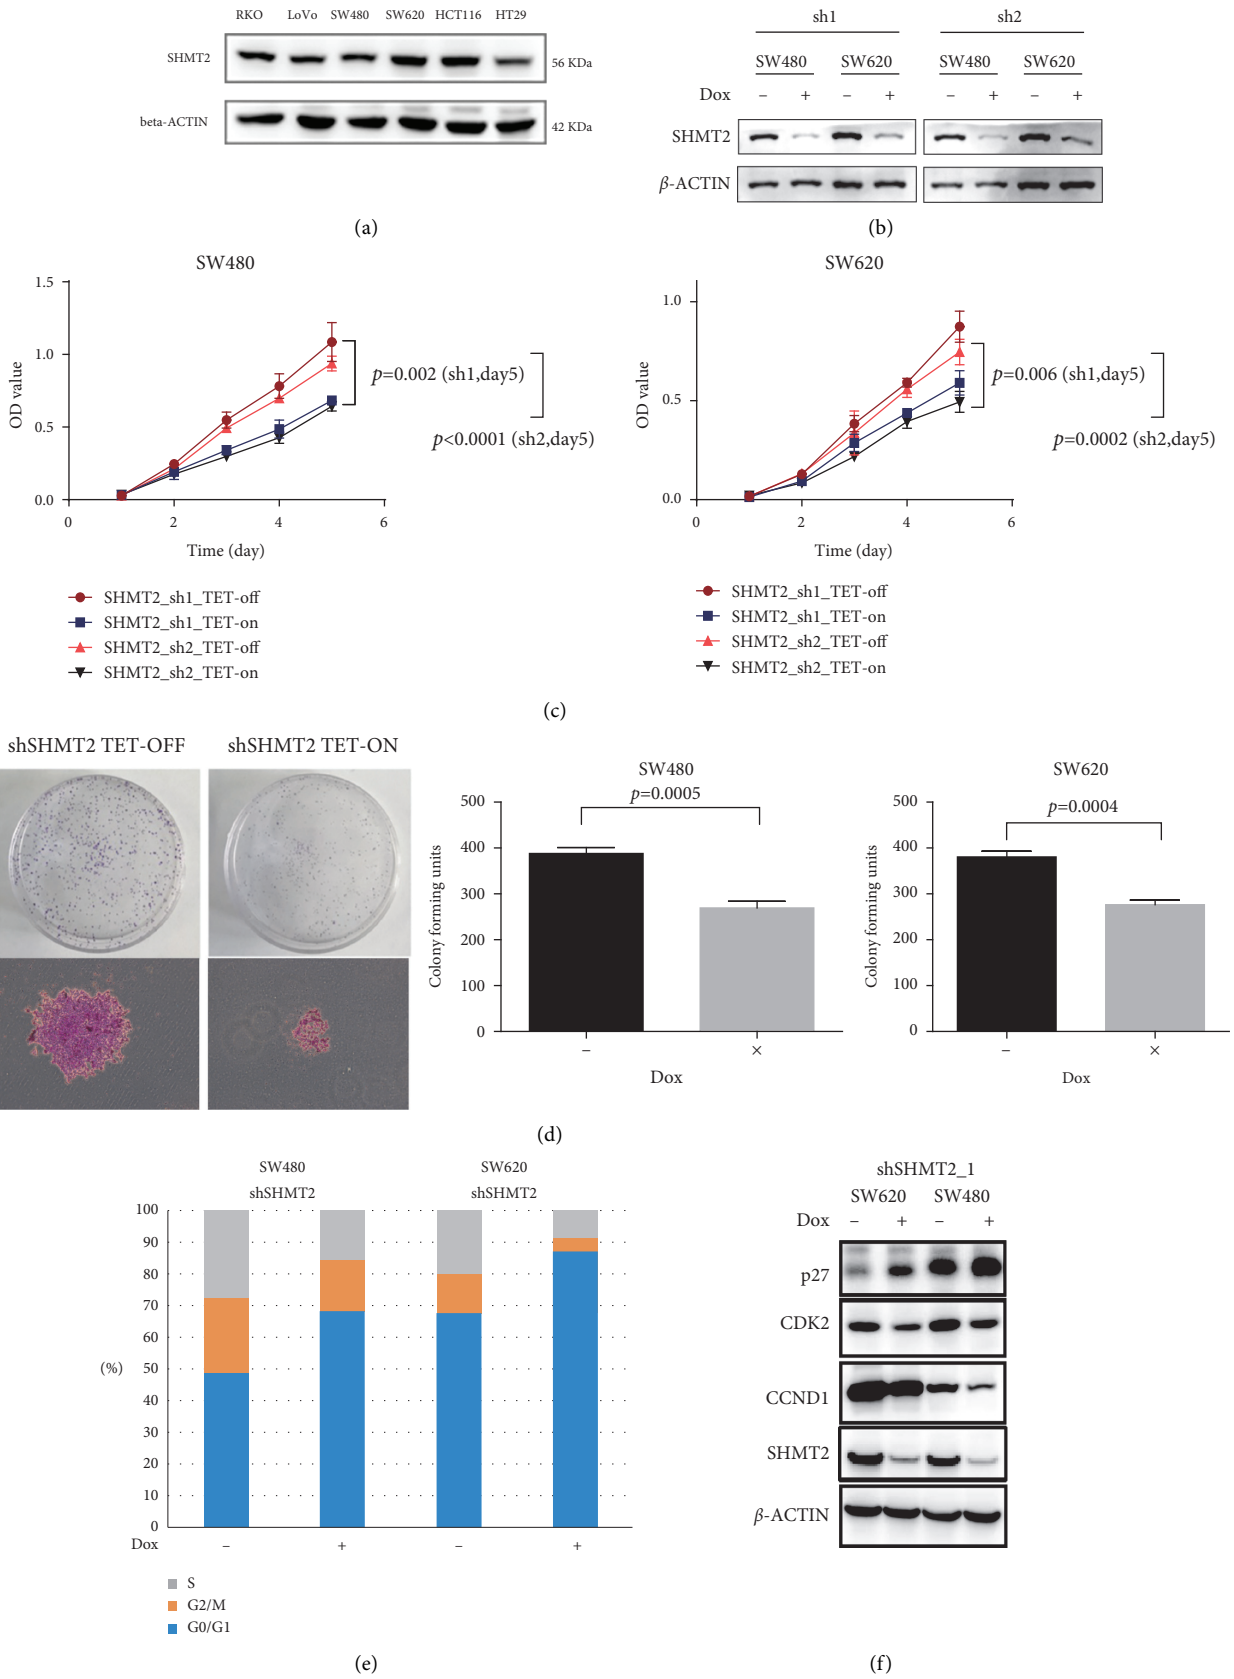 RKO LoVo SW480 SW620 HCT116 HT29
SHMT2
56 KDa
beta-ACTIN
42 KDa
(a)
sh1 sh2
SW480 SW620 SW480 SW620
Dox – + – + – + – +
SHMT2
β-ACTIN
(b)
SW480
OD value
1.5
1.0
0.5
0.0
0 2 4 6
Time (day)
p=0.002 (sh1,day5)
p<0.0001 (sh2,day5)
SHMT2_sh1_TET-off
SHMT2_sh1_TET-on
SHMT2_sh2_TET-off
SHMT2_sh2_TET-on
SW620
OD value
1.0
0.5
0.0
0 2 4 6
Time (day)
p=0.006 (sh1,day5)
p=0.0002 (sh2,day5)
SHMT2_sh1_TET-off
SHMT2_sh1_TET-on
SHMT2_sh2_TET-off
SHMT2_sh2_TET-on
(c)
shSHMT2 TET-OFF shSHMT2 TET-ON
SW480
p=0.0005
Colony forming units
500
400
300
200
100
0
– ×
Dox
SW620
p=0.0004
Colony forming units
500
400
300
200
100
0
– ×
Dox
(d)
SW480 SW620
shSHMT2 shSHMT2
100
90
80
70
60
(%) 50
40
30
20
10
0
Dox – + – +
S
G2/M
G0/G1
(e)
shSHMT2_1
SW620 SW480
Dox – + – +
p27
CDK2
CCND1
SHMT2
β-ACTIN
(f)